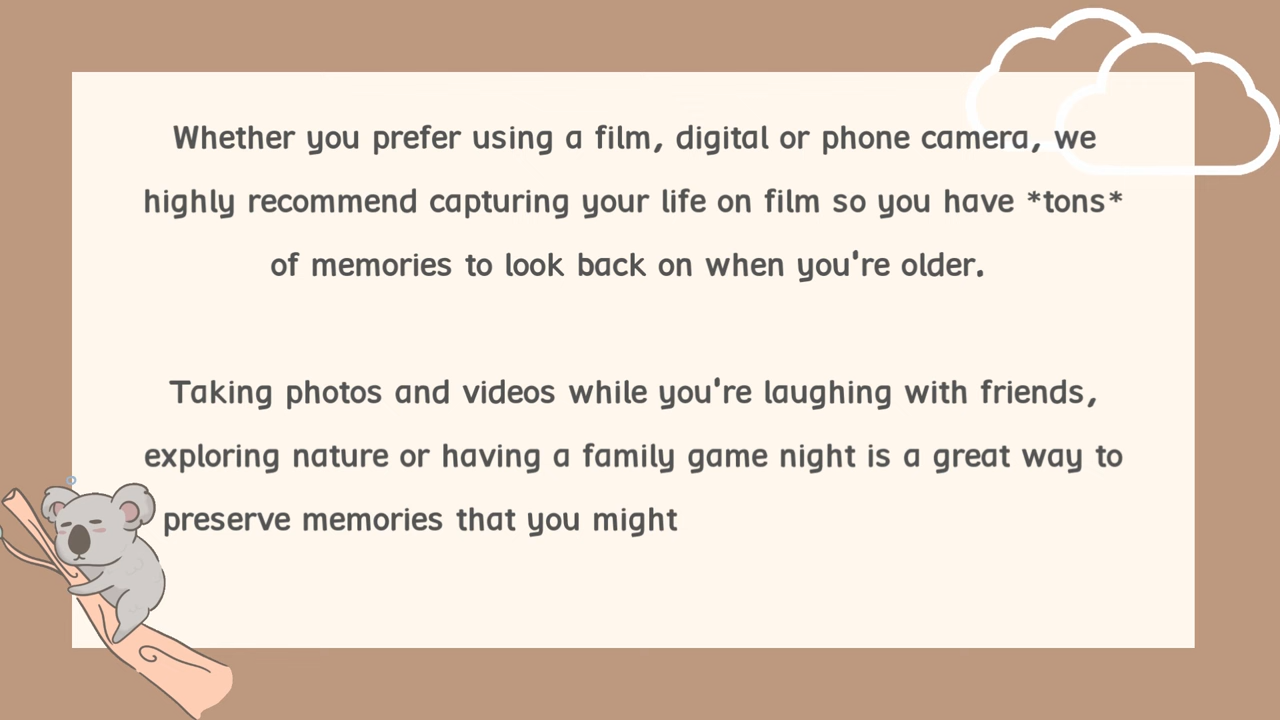 Whether you prefer using a film, digital or phone camera, we
highly recommend capturing your life on film so you have *tons*
of memories to look back on when you're older.
Taking photos and videos while you're laughing with friends,
exploring nature or having a family game night is a great way to
preserve memories that you might